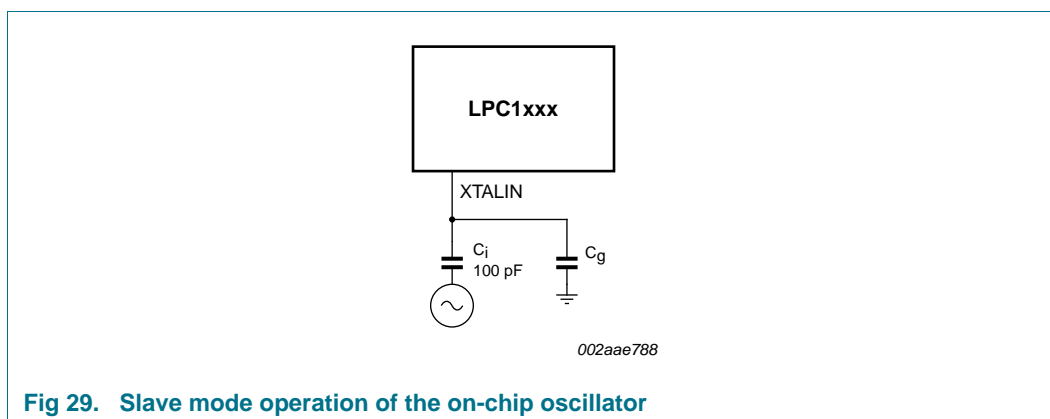 LPC1xxx
XTALIN
Ci
100 pF
Cg
002aae788
Fig 29. Slave mode operation of the on-chip oscillator